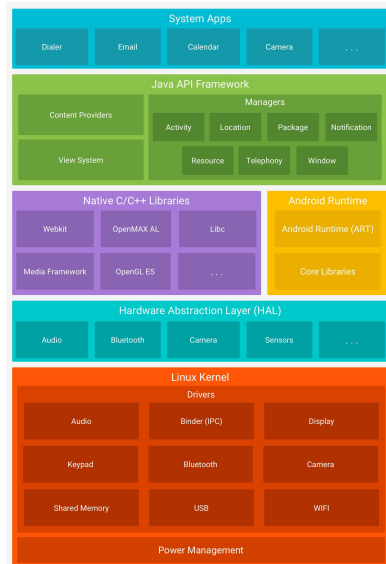 System Apps
Dialer Email Calendar Camera . . .
Java API Framework
Content Providers
View System
Managers
Activity Location Package Notification
Resource Telephony Window
Native C/C++ Libraries
Webkit OpenMAX AL Libc
Media Framework OpenGL ES . . .
Android Runtime
Android Runtime (ART)
Core Libraries
Hardware Abstraction Layer (HAL)
Audio Bluetooth Camera Sensors . . .
Linux Kernel
Drivers
Audio Binder (IPC) Display
Keypad Bluetooth Camera
Shared Memory USB WIFI
Power Management